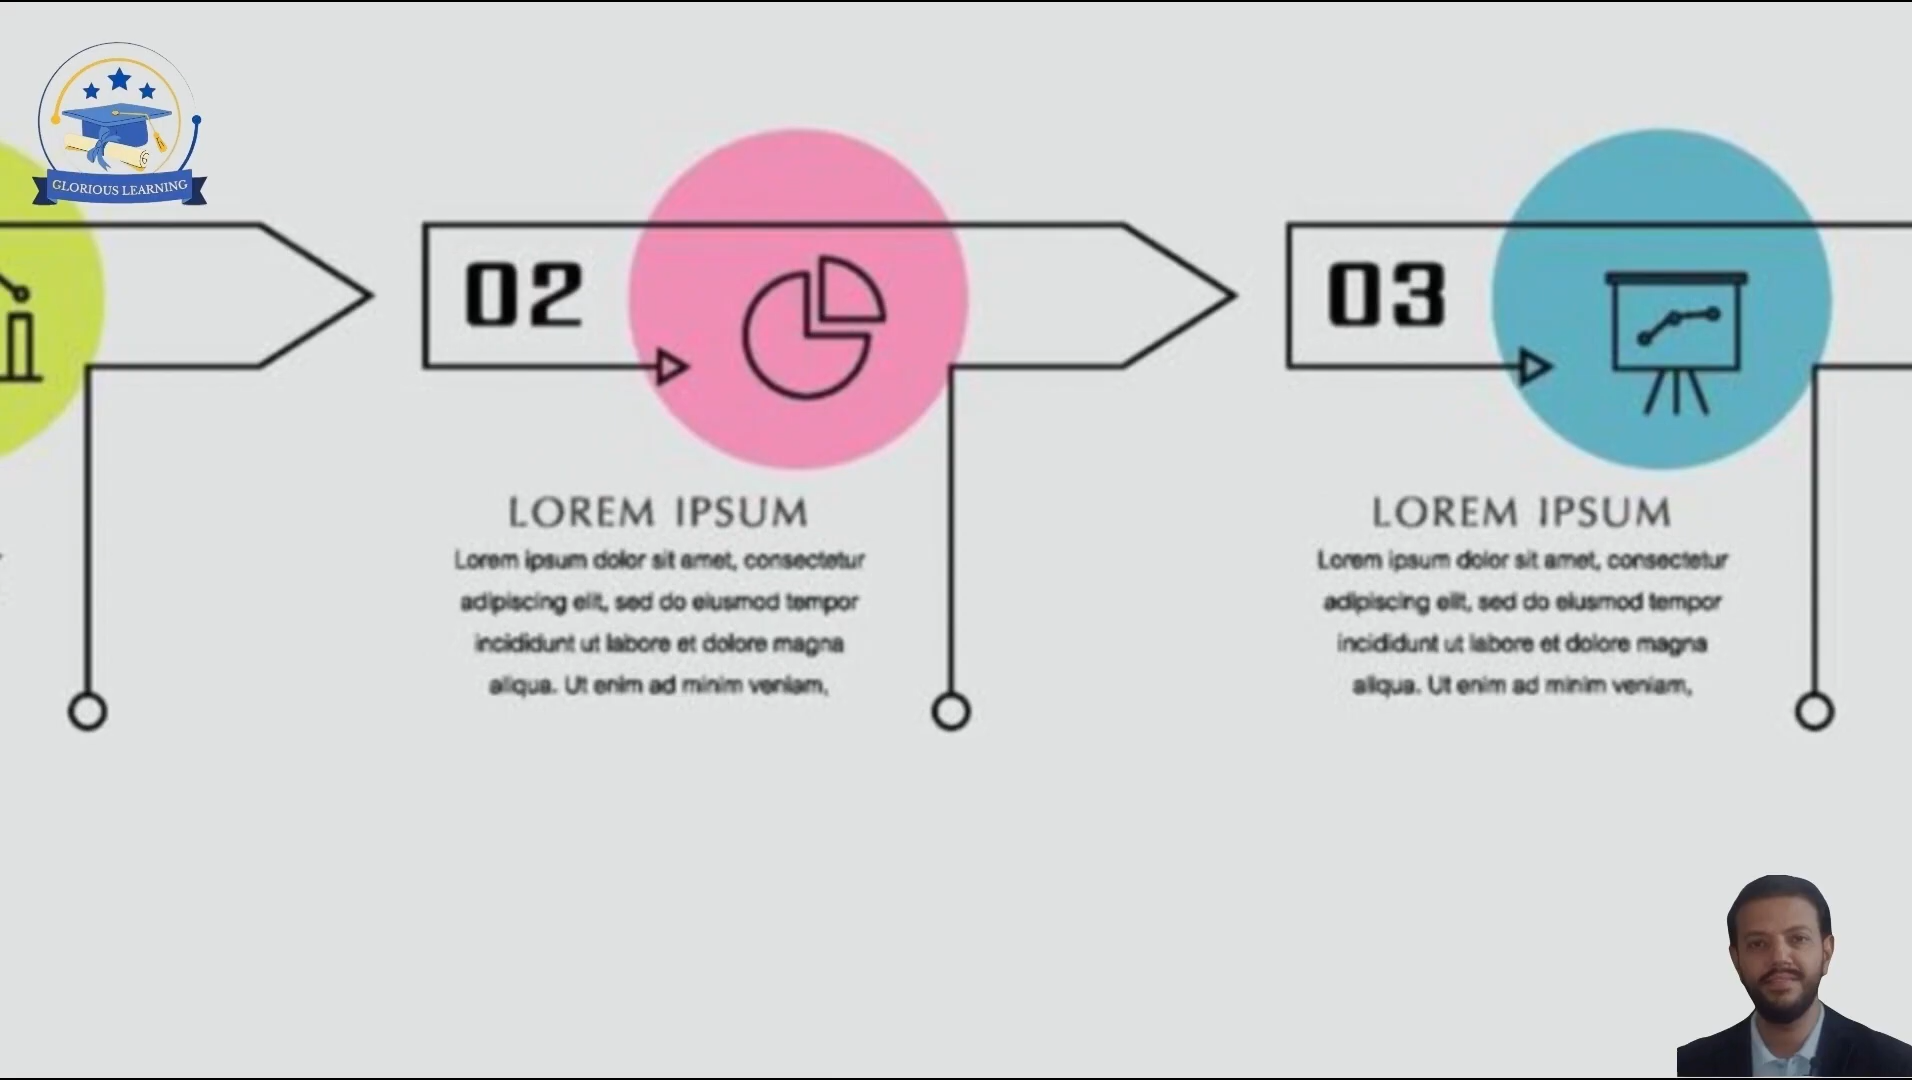 GLORIOUS LEARNING
02
LOREM IPSUM
Lorem ipsum dolor sit amet, consectetur
adipiscing elit, sed do eiusmod tempor
incididunt ut labore et dolore magna
aliqua. Ut enim ad minim veniam,
03
LOREM IPSUM
Lorem ipsum dolor sit amet, consectetur
adipiscing elit, sed do eiusmod tempor
incididunt ut labore et dolore magna
aliqua. Ut enim ad minim veniam,